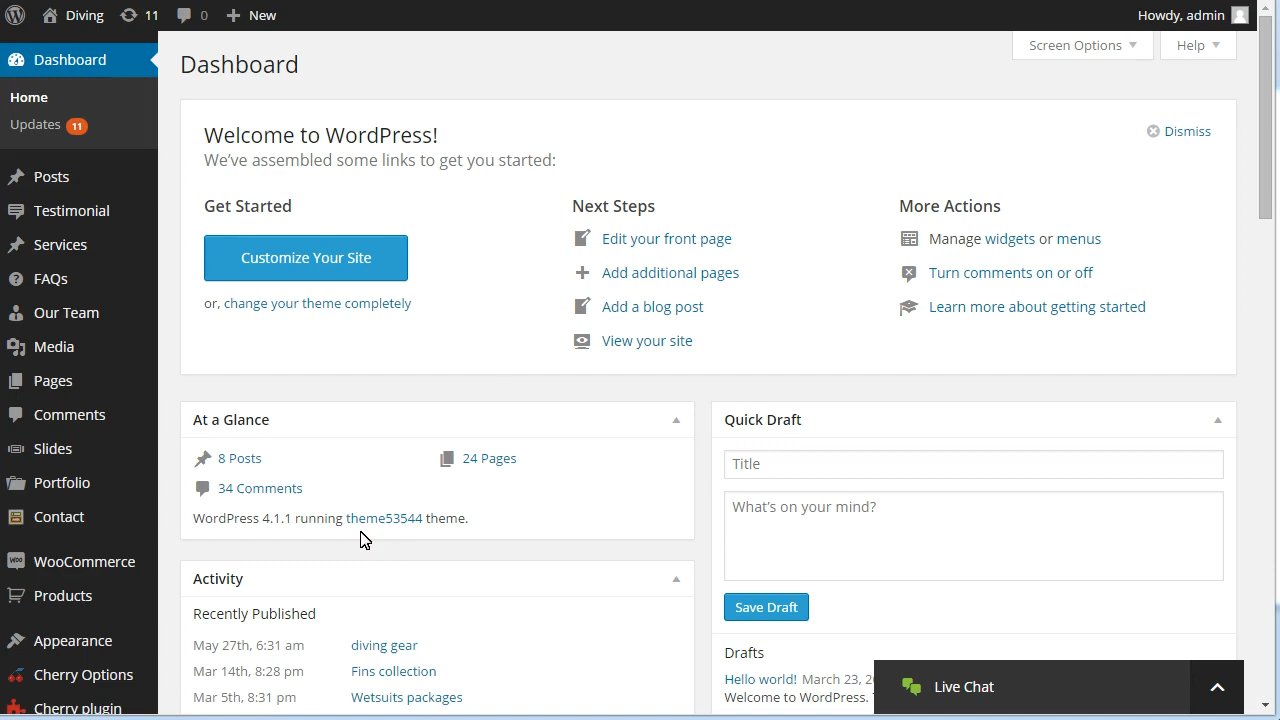 Diving 11 0 New Howdy, admin
Dashboard
Home
Updates 11
Posts
Testimonial
Services
FAQs
Our Team
Media
Pages
Comments
Slides
Portfolio
Contact
WooCommerce
Products
Appearance
Cherry Options
Cherry plugin
Screen Options Help
Dashboard
Welcome to WordPress!
Dismiss
We've assembled some links to get you started:
Get Started
Customize Your Site
or, change your theme completely
Next Steps
Edit your front page
Add additional pages
Add a blog post
View your site
More Actions
Manage widgets or menus
Turn comments on or off
Learn more about getting started
At a Glance
8 Posts 24 Pages
34 Comments
WordPress 4.1.1 running theme53544 theme.
Activity
Recently Published
May 27th, 6:31 am diving gear
Mar 14th, 8:28 pm Fins collection
Mar 5th, 8:31 pm Wetsuits packages
Quick Draft
Title
What's on your mind?
Save Draft
Drafts
Hello world! March 23, 20
Welcome to WordPress.
Live Chat